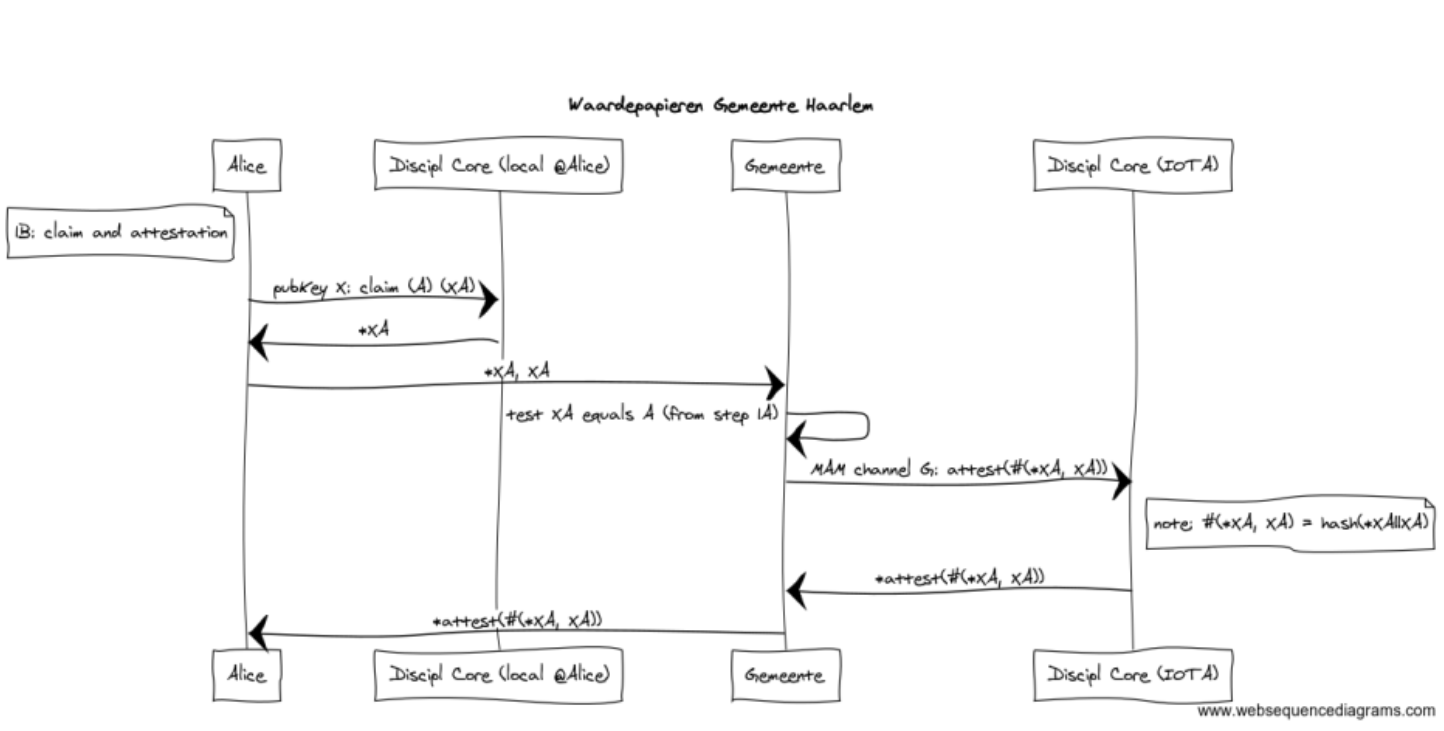 Waardepapieren Gemeente Haarlem
Alice
Discipl Core (local @Alice)
Gemeente
Discipl Core (IOTA)
1B: claim and attestation
pubkey X: claim (A) (xA)
*xA
*xA, xA
test xA equals A (from step 1A)
MAM channel G: attest(#(*xA, xA))
note; #(*xA, xA) = hash(*xA||xA)
*attest(#(*xA, xA))
*attest(#(*xA, xA))
Alice
Discipl Core (local @Alice)
Gemeente
Discipl Core (IOTA)
www.websequencediagrams.com